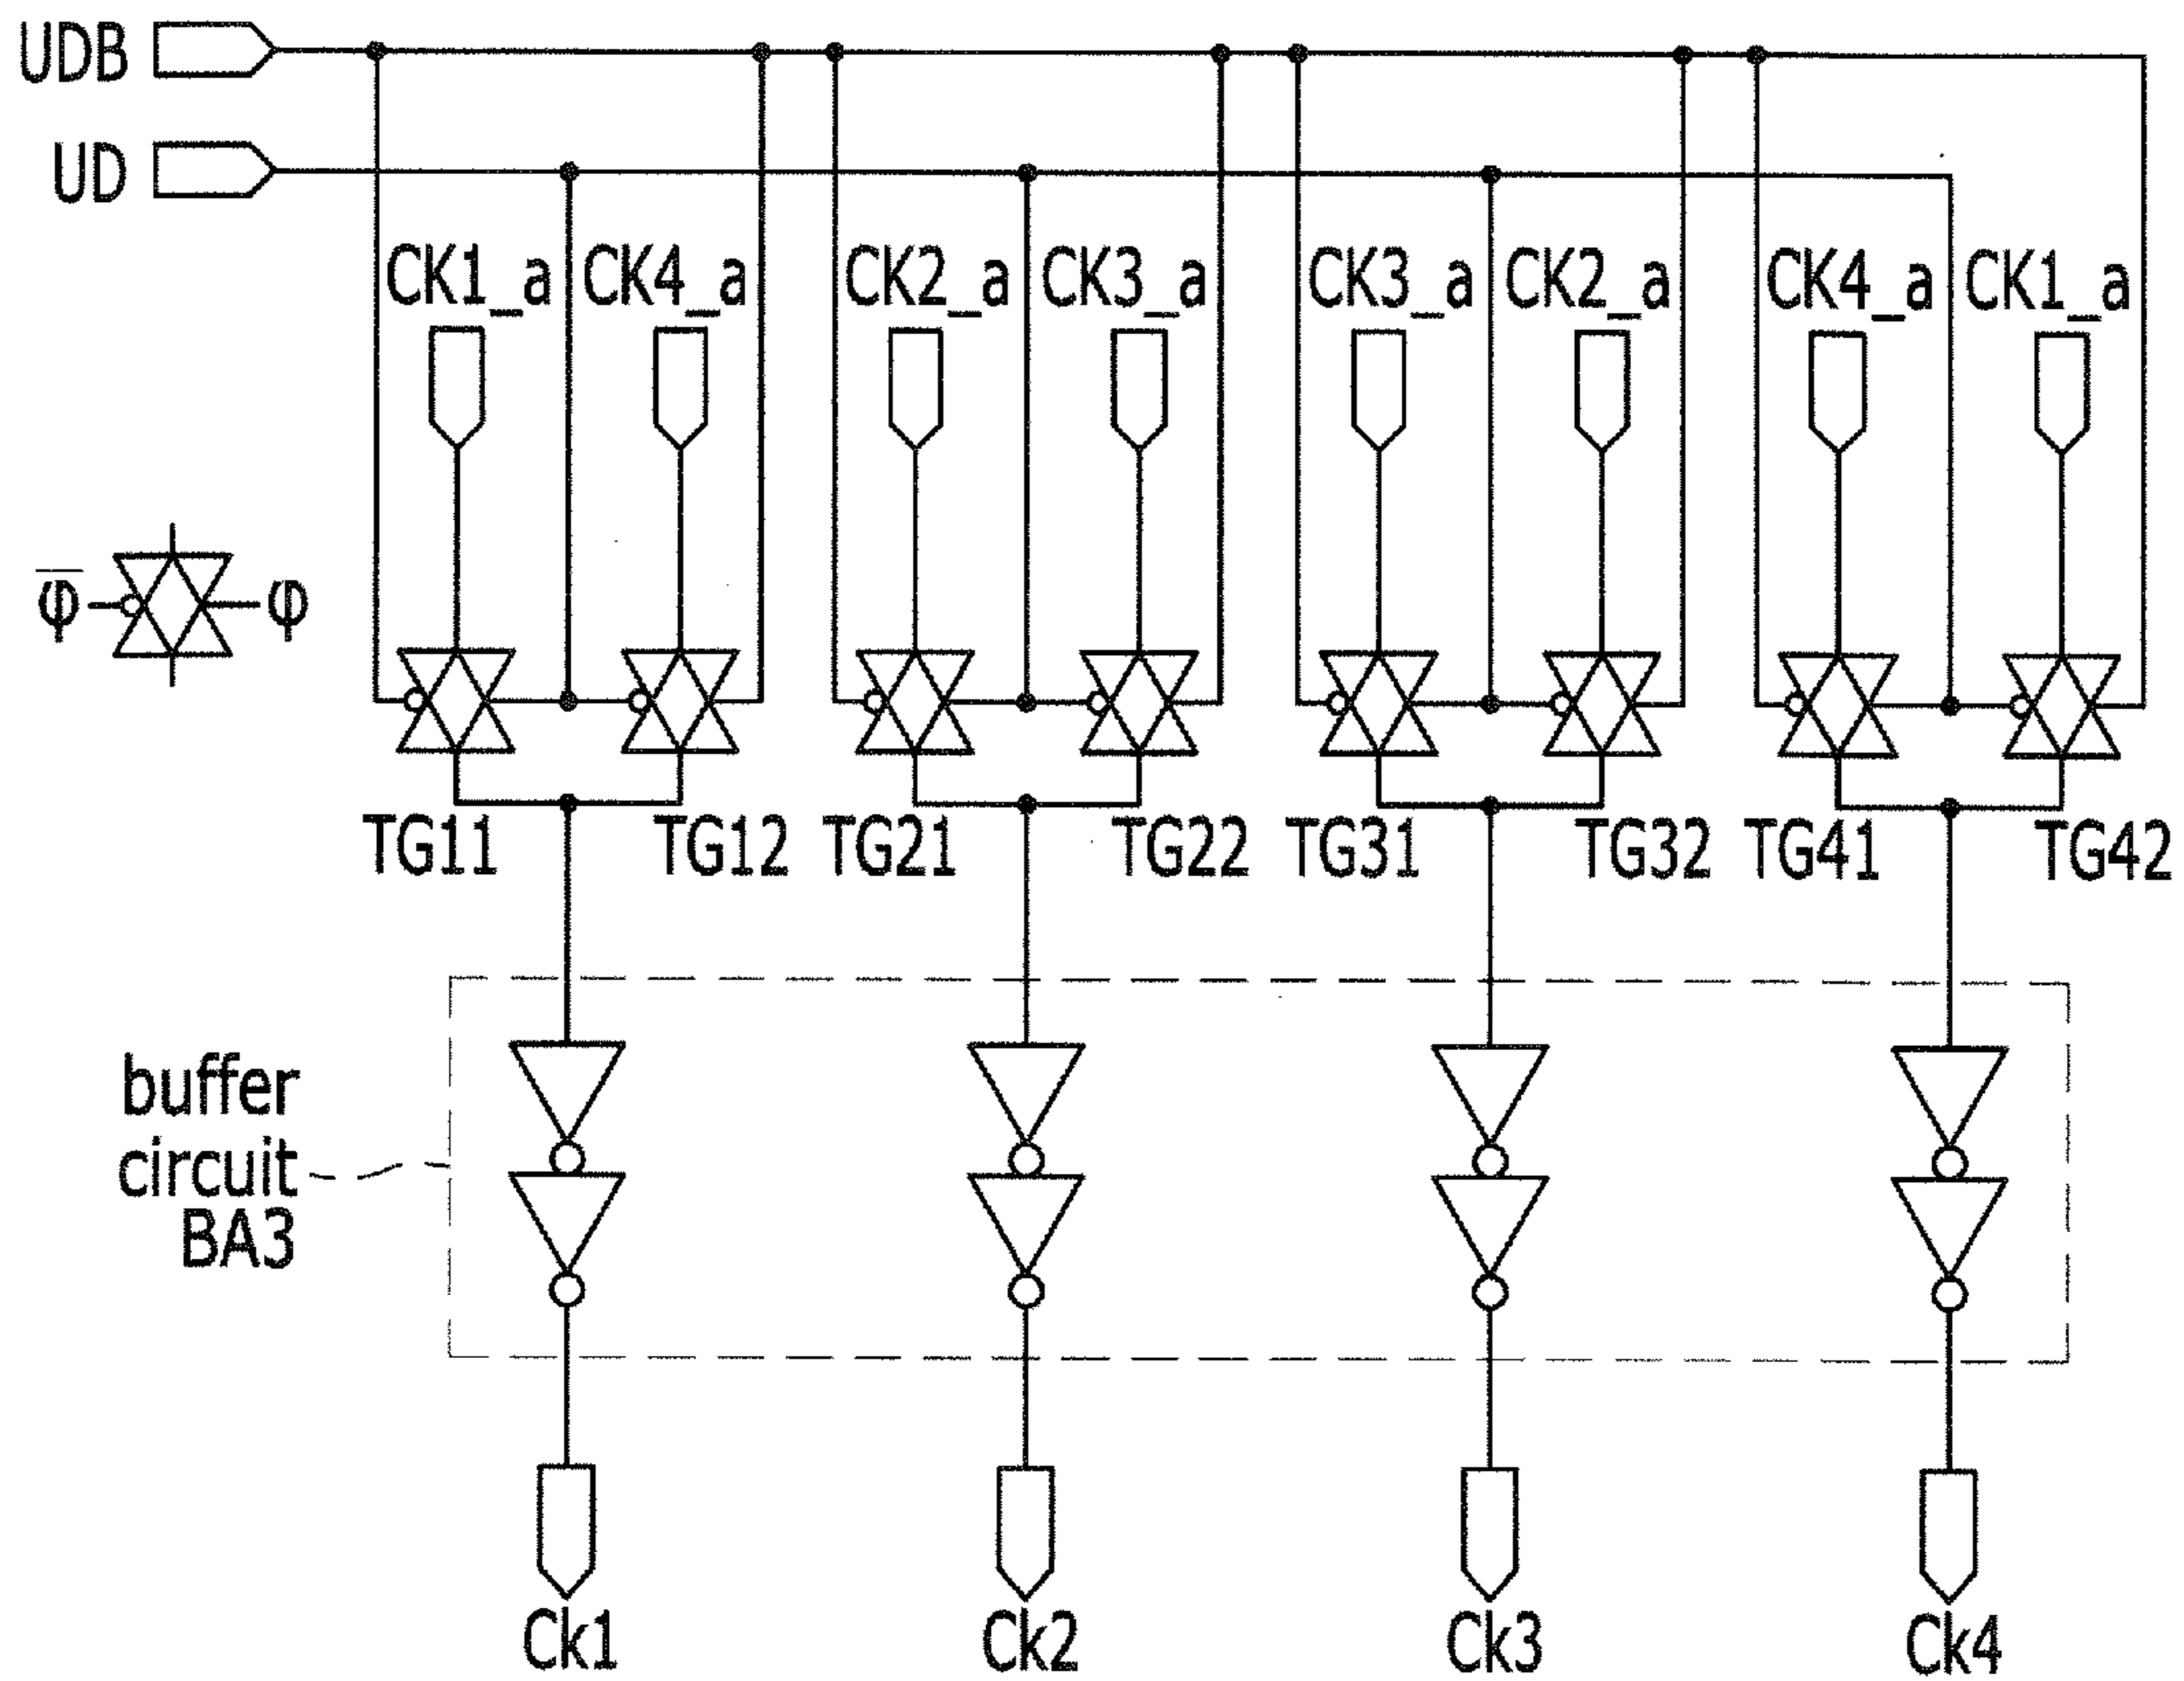 UDB
UD
CK1_a CK4_a CK2_a CK3_a CK3_a CK2_a CK4_a CK1_a
φ̅ φ
TG11 TG12 TG21 TG22 TG31 TG32 TG41 TG42
buffer
circuit
BA3
Ck1 Ck2 Ck3 Ck4